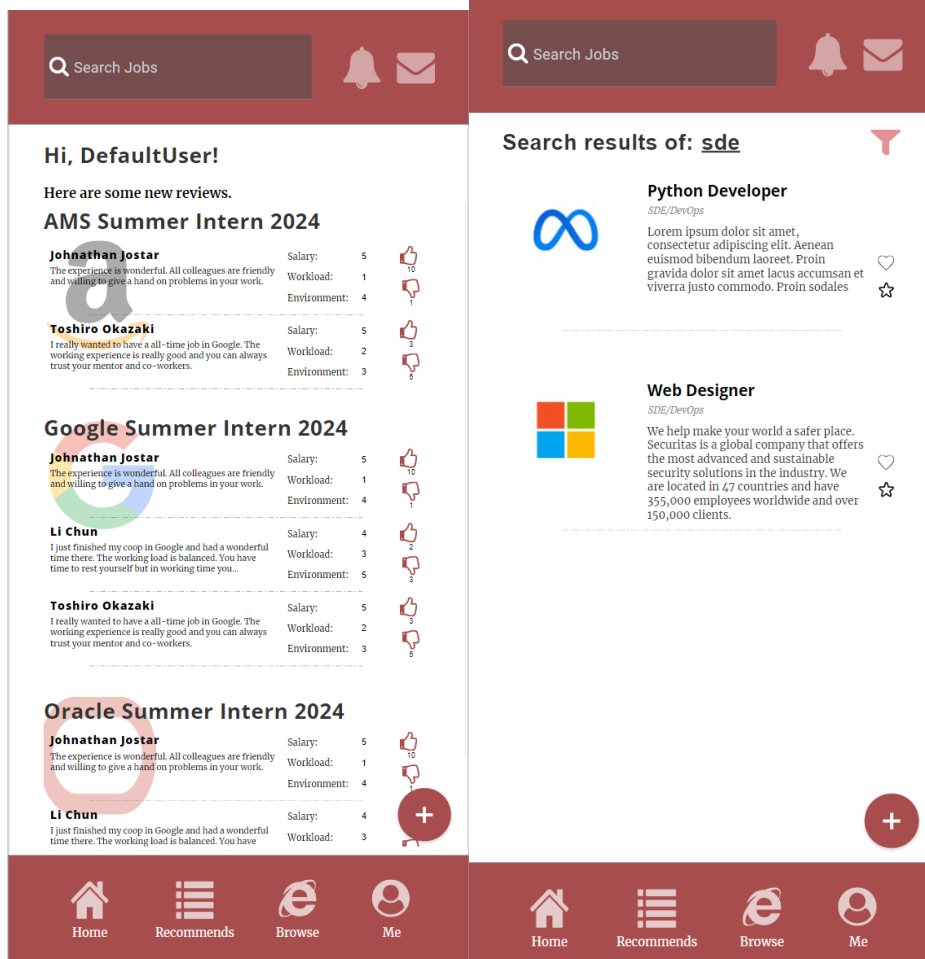 Search Jobs
Hi, DefaultUser!
Here are some new reviews.
AMS Summer Intern 2024
Johnathan Jostar
The experience is wonderful. All colleagues are friendly
and willing to give a hand on problems in your work.
Salary: 5
Workload: 1
Environment: 4
10
1
Toshiro Okazaki
I really wanted to have a all-time job in Google. The
working experience is really good and you can always
trust your mentor and co-workers.
Salary: 5
Workload: 2
Environment: 3
3
5
Google Summer Intern 2024
Johnathan Jostar
The experience is wonderful. All colleagues are friendly
and willing to give a hand on problems in your work.
Salary: 5
Workload: 1
Environment: 4
10
1
Li Chun
I just finished my coop in Google and had a wonderful
time there. The working load is balanced. You have
time to rest yourself but in working time you...
Salary: 4
Workload: 3
Environment: 5
2
3
Toshiro Okazaki
I really wanted to have a all-time job in Google. The
working experience is really good and you can always
trust your mentor and co-workers.
Salary: 5
Workload: 2
Environment: 3
3
5
Oracle Summer Intern 2024
Johnathan Jostar
The experience is wonderful. All colleagues are friendly
and willing to give a hand on problems in your work.
Salary: 5
Workload: 1
Environment: 4
10
Li Chun
I just finished my coop in Google and had a wonderful
time there. The working load is balanced. You have
Salary: 4
Workload: 3
+
Home
Recommends
Browse
Me
Search Jobs
Search results of: sde
Python Developer
SDE/DevOps
Lorem ipsum dolor sit amet,
consectetur adipiscing elit. Aenean
euismod bibendum laoreet. Proin
gravida dolor sit amet lacus accumsan et
viverra justo commodo. Proin sodales
Web Designer
SDE/DevOps
We help make your world a safer place.
Securitas is a global company that offers
the most advanced and sustainable
security solutions in the industry. We
are located in 47 countries and have
355,000 employees worldwide and over
150,000 clients.
+
Home
Recommends
Browse
Me